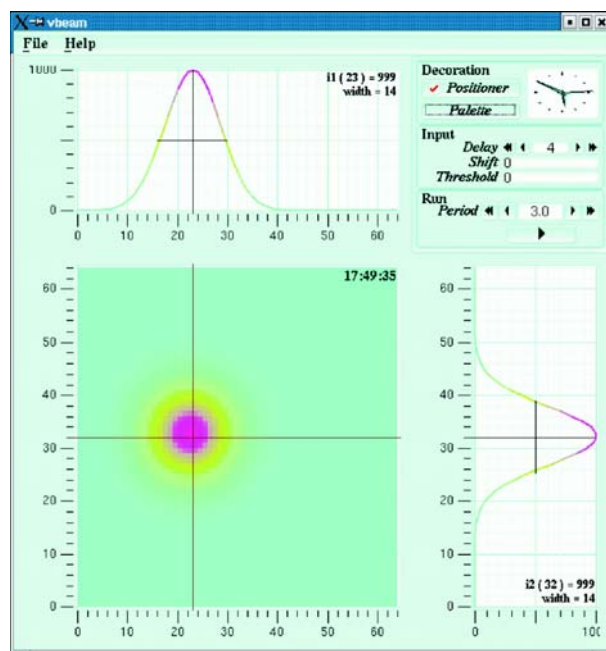 vbeam
File Help
1000
0
0 10 20 30 40 50 60
i1 ( 23 ) = 999
width = 14
Decoration
Positioner
Palette
Input
Delay 4
Shift 0
Threshold 0
Run
Period 3.0
60
50
40
30
20
10
0
0 10 20 30 40 50 60
17:49:35
60
50
40
30
20
10
0
i2 ( 32 ) = 999
width = 14
0 50 100